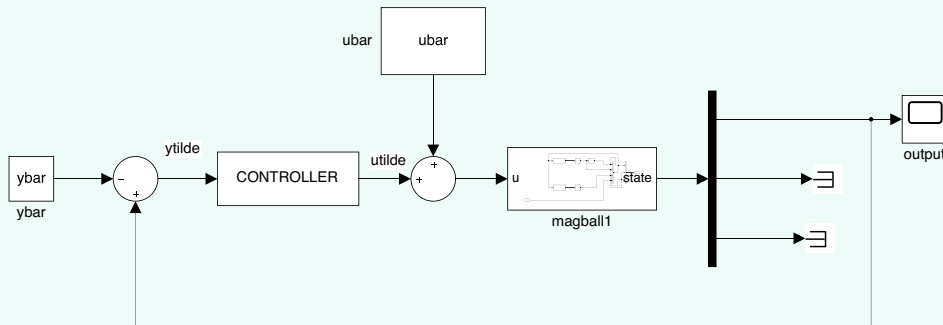 ubar
ubar
ytilde
utilde
ybar
−
+
CONTROLLER
+
+
u
state
ybar
magball1
output